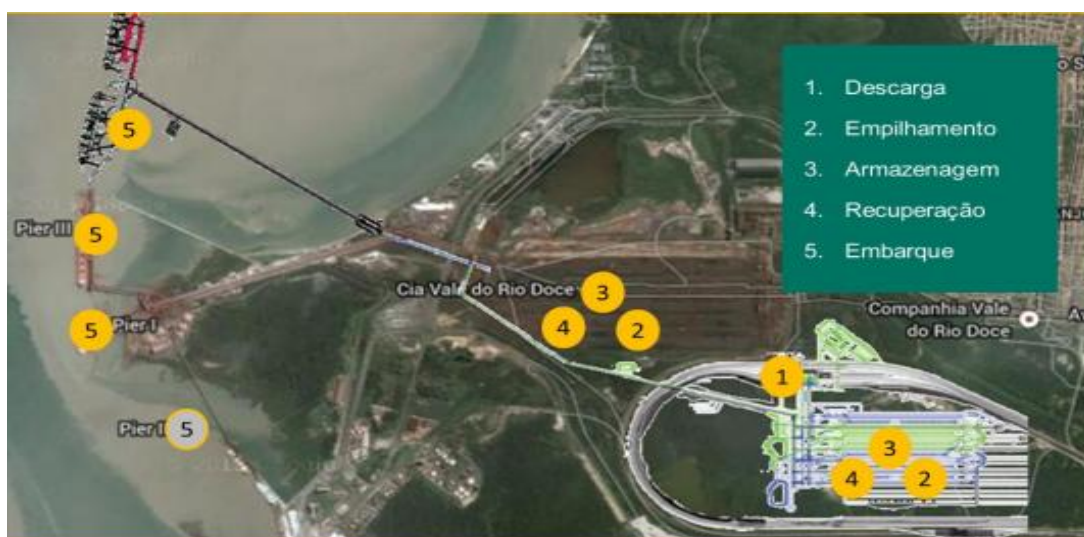 1. Descarga
2. Empilhamento
3. Armazenagem
4. Recuperação
5. Embarque
5
Pier III
5
Cia Vale do Rio Doce
3
4
2
Companhia Vale
do Rio Doce
5
Pier I
1
Pier
5
3
4
2